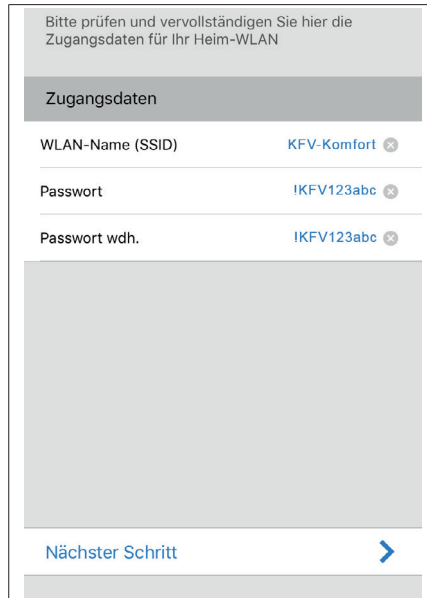 Bitte prüfen und vervollständigen Sie hier die
Zugangsdaten für Ihr Heim-WLAN
Zugangsdaten
WLAN-Name (SSID) KFV-Komfort
Passwort !KFV123abc
Passwort wdh. !KFV123abc
Nächster Schritt